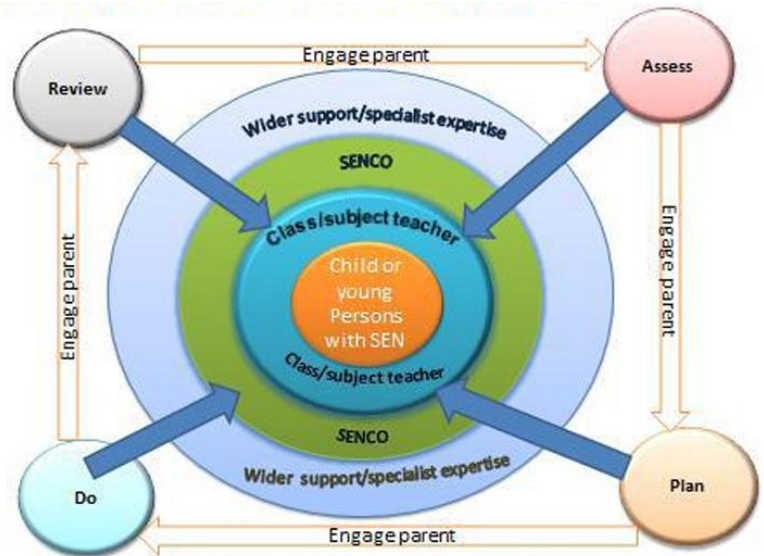 Engage parent
Review
Assess
Wider support/specialist expertise
SENCO
Class/subject teacher
Child or
young
Persons
with SEN
Engage parent
Engage parent
Class/subject teacher
SENCO
Wider support/specialist expertise
Do
Plan
Engage parent